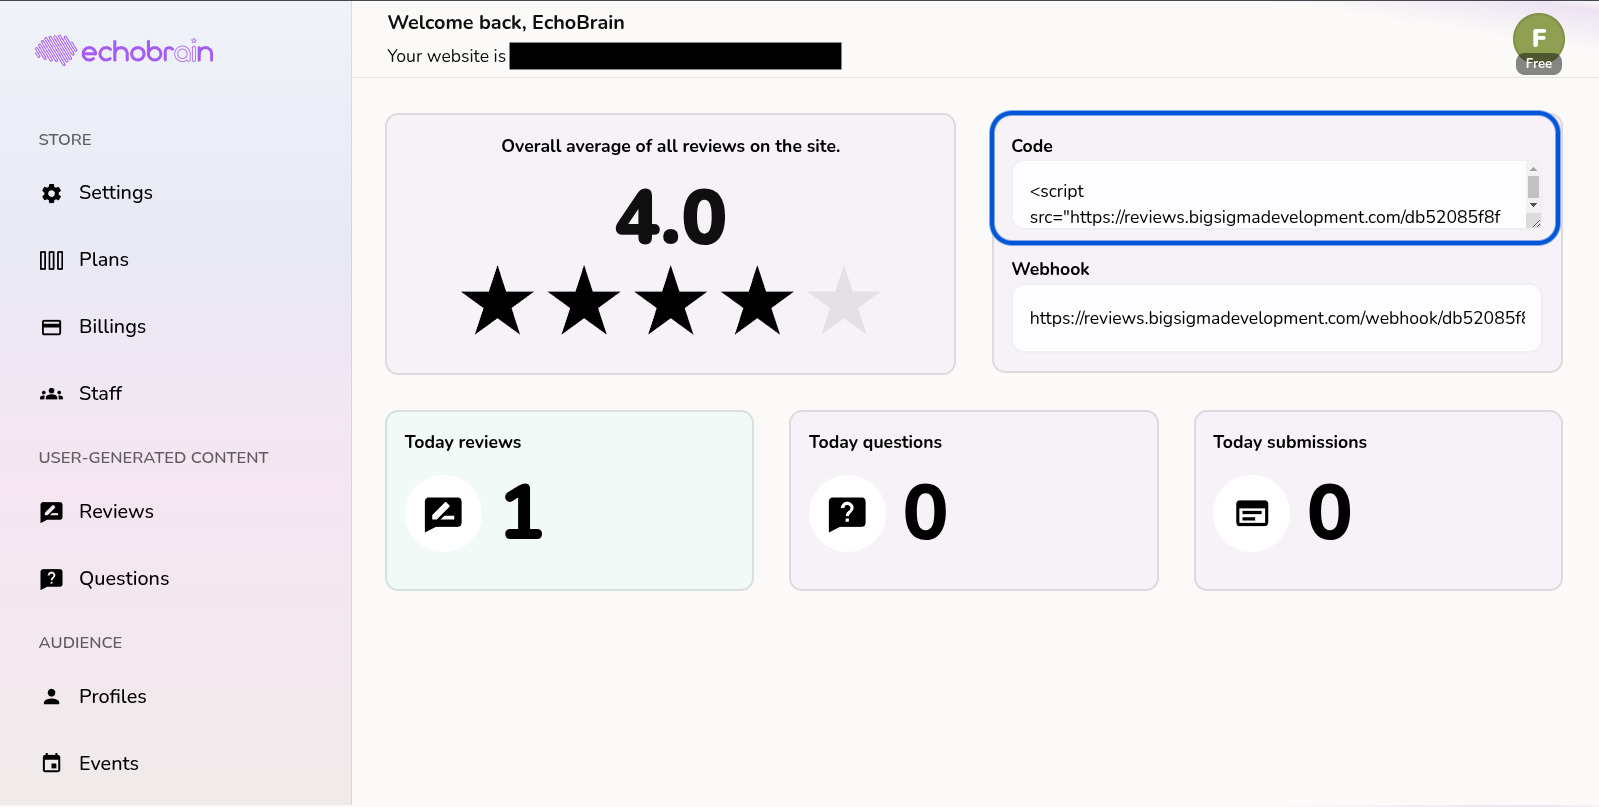 echobrain
STORE
Settings
Plans
Billings
Staff
USER-GENERATED CONTENT
Reviews
Questions
AUDIENCE
Profiles
Events
Welcome back, EchoBrain
Your website is
F
Free
Overall average of all reviews on the site.
4.0
Code
<script
src="https://reviews.bigsigmadevelopment.com/db52085f8f
Webhook
https://reviews.bigsigmadevelopment.com/webhook/db52085f8
Today reviews
1
Today questions
0
Today submissions
0